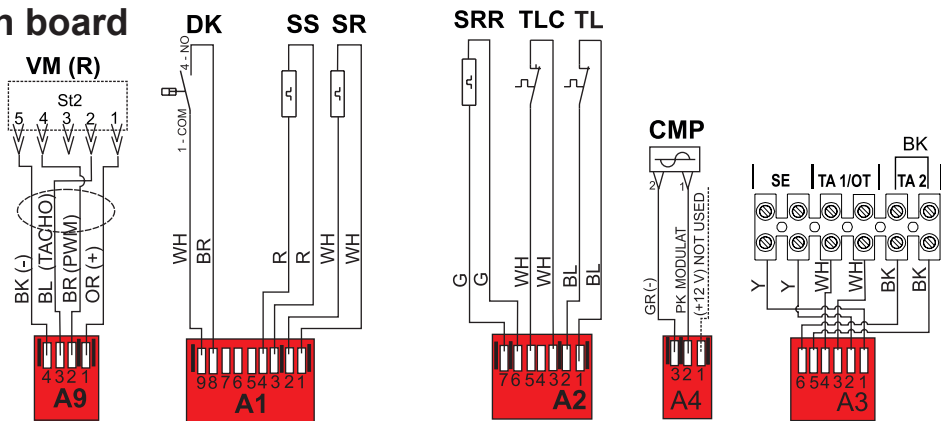 n board
VM (R)
St2
5 4 3 2 1
BK (-)
BL (TACHO)
BR (PWM)
OR (+)
4 3 2 1
A9
DK
4 - NO
1 - COM
WH
BR
SS
SR
R
R
WH
WH
9 8 7 6 5 4 3 2 1
A1
SRR
TLC
TL
G
G
WH
WH
BL
BL
7 6 5 4 3 2 1
A2
CMP
2 1
GR (-)
PK MODULAT
(+12 V) NOT USED
3 2 1
A4
BK
SE
TA 1/OT
TA 2
Y
Y
WH
WH
BK
BK
6 5 4 3 2 1
A3